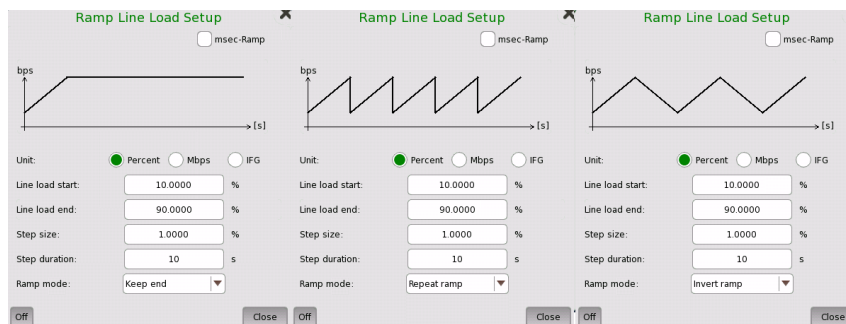 Ramp Line Load Setup
msec-Ramp
bps
[s]
Unit: Percent Mbps IFG
Line load start: 10.0000 %
Line load end: 90.0000 %
Step size: 1.0000 %
Step duration: 10 s
Ramp mode: Keep end
Off Close
Ramp Line Load Setup
msec-Ramp
bps
[s]
Unit: Percent Mbps IFG
Line load start: 10.0000 %
Line load end: 90.0000 %
Step size: 1.0000 %
Step duration: 10 s
Ramp mode: Repeat ramp
Off Close
Ramp Line Load Setup
msec-Ramp
bps
[s]
Unit: Percent Mbps IFG
Line load start: 10.0000 %
Line load end: 90.0000 %
Step size: 1.0000 %
Step duration: 10 s
Ramp mode: Invert ramp
Off Close